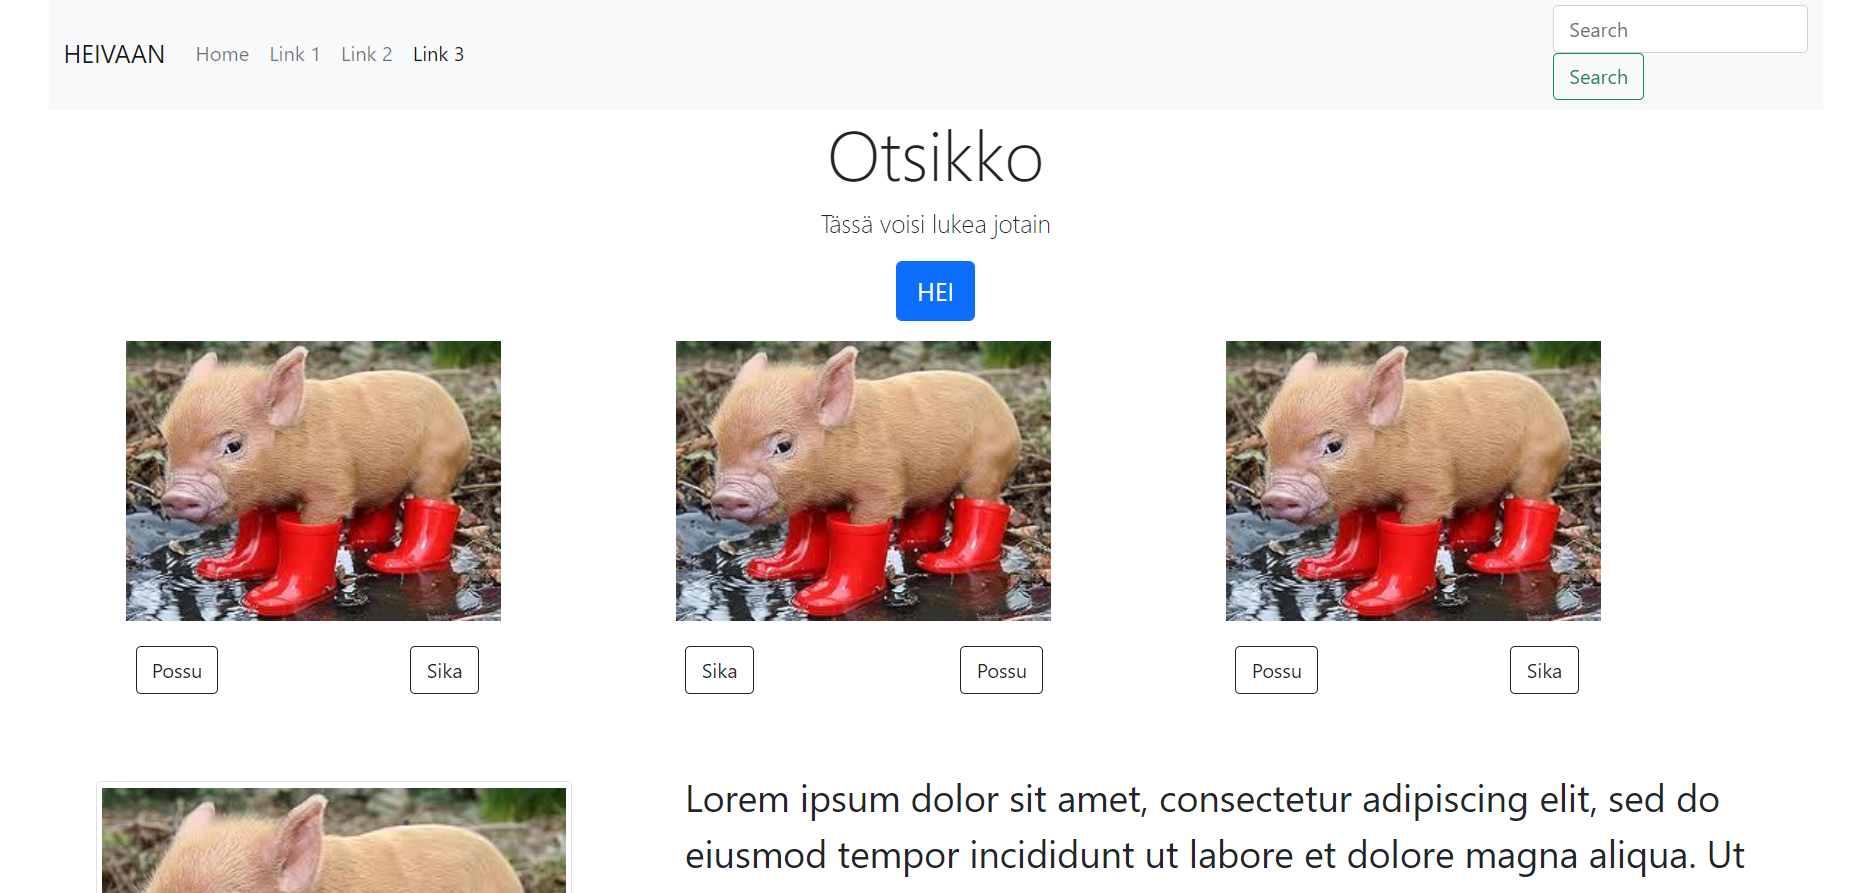 HEIVAAN Home Link 1 Link 2 Link 3
Search
Search
Otsikko
Tässä voisi lukea jotain
HEI
Possu Sika Sika Possu Possu Sika
Lorem ipsum dolor sit amet, consectetur adipiscing elit, sed do
eiusmod tempor incididunt ut labore et dolore magna aliqua. Ut